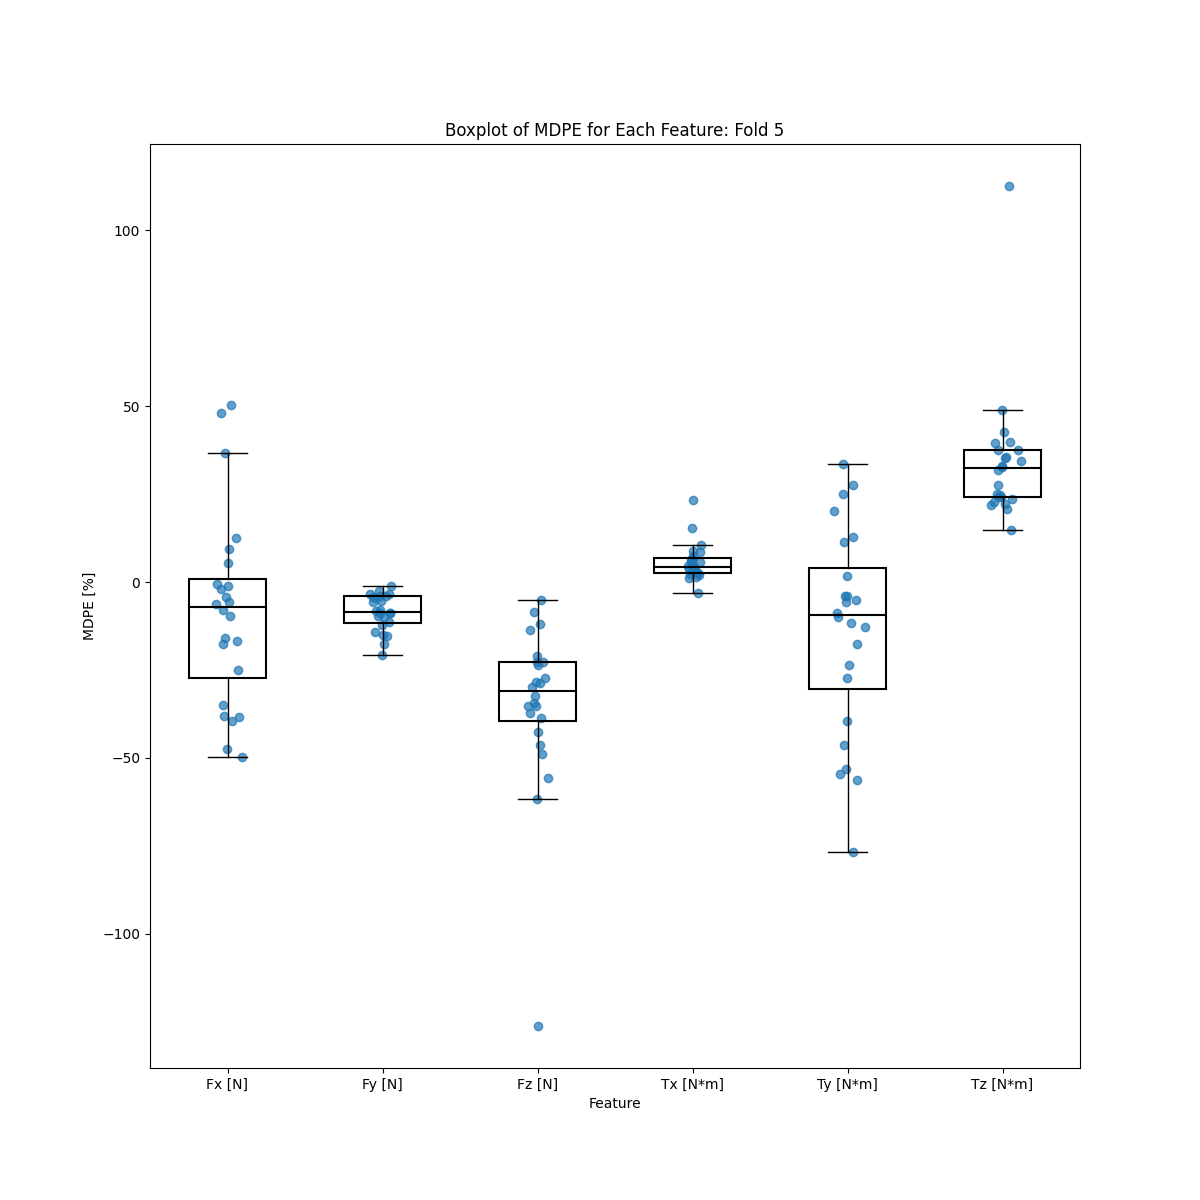 Boxplot of MDPE for Each Feature: Fold 5
MDPE [%]
100
50
0
−50
−100
Fx [N]
Fy [N]
Fz [N]
Tx [N*m]
Ty [N*m]
Tz [N*m]
Feature